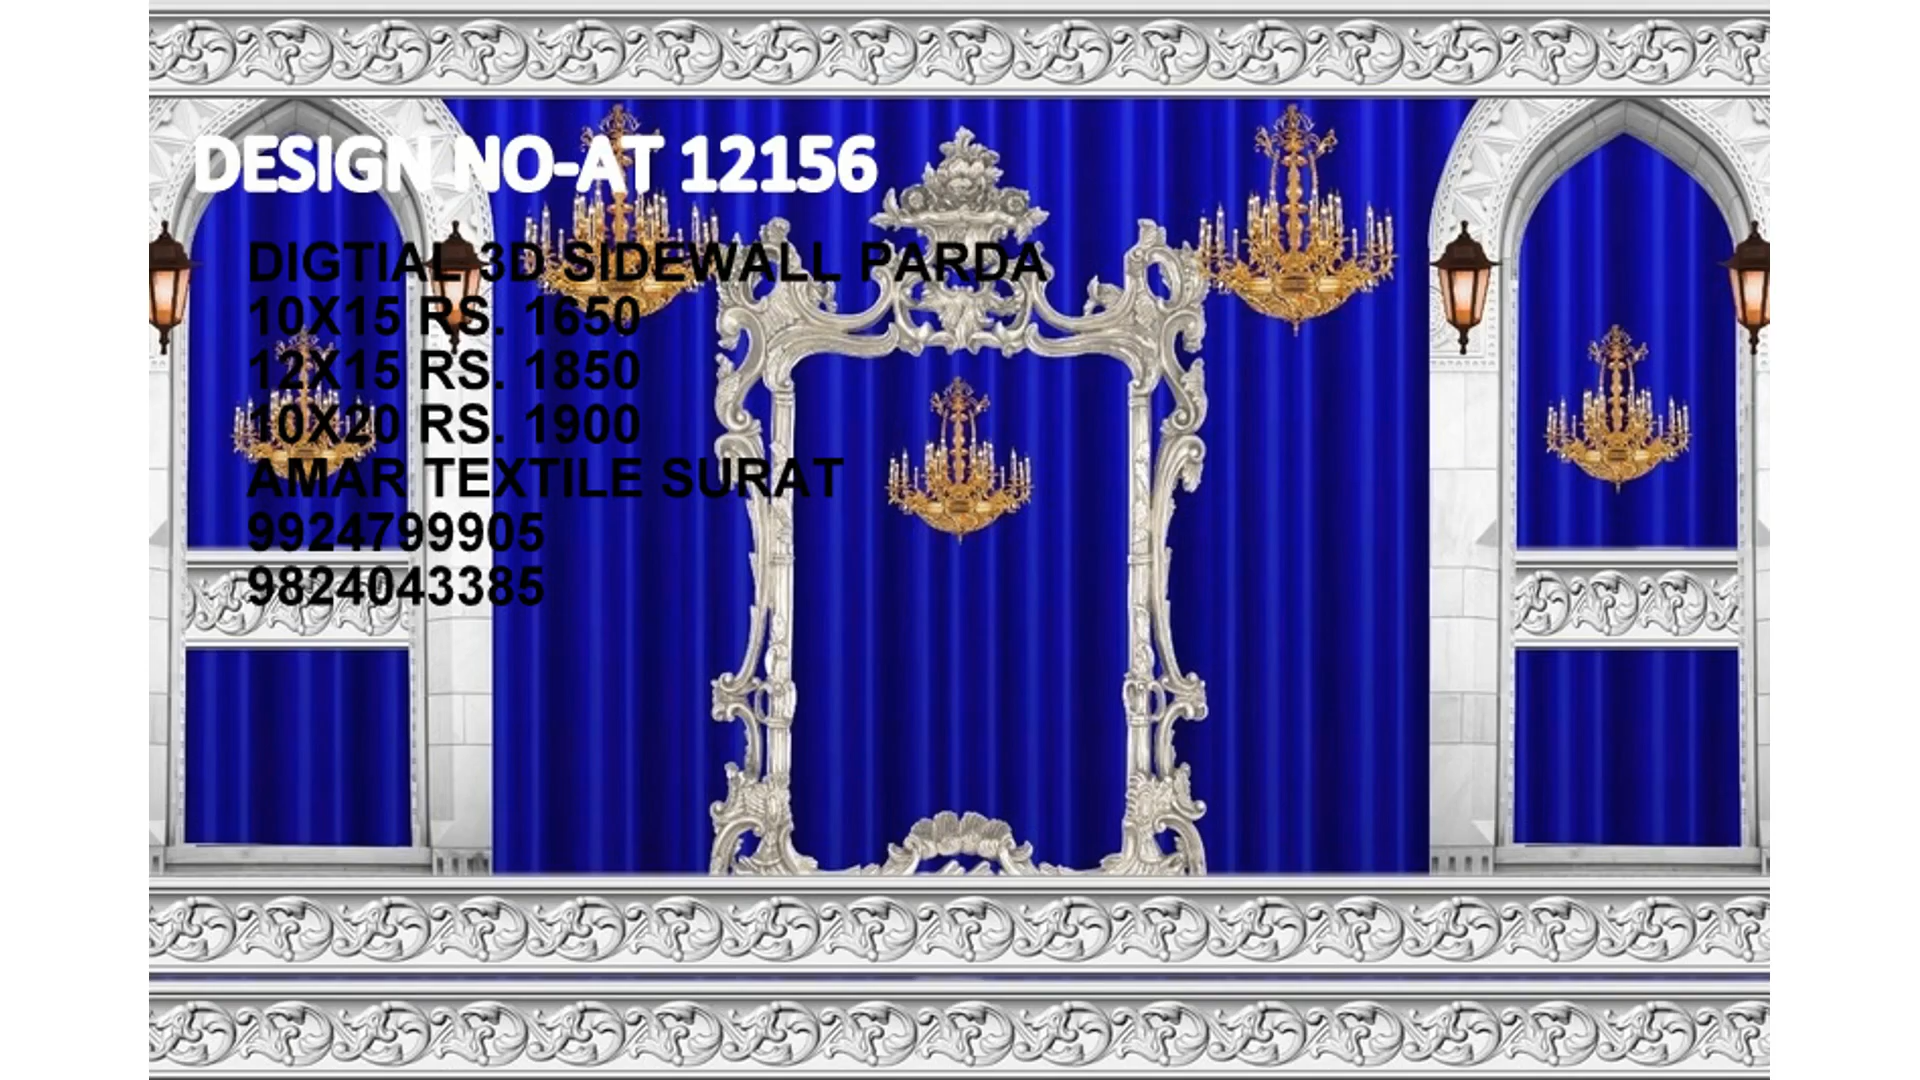 DESIGN NO-AT 12156
DIGTIAL 3D SIDEWALL PARDA
10X15 RS. 1650
12X15 RS. 1850
10X20 RS. 1900
AMAR TEXTILE SURAT
9924799905
9824043385